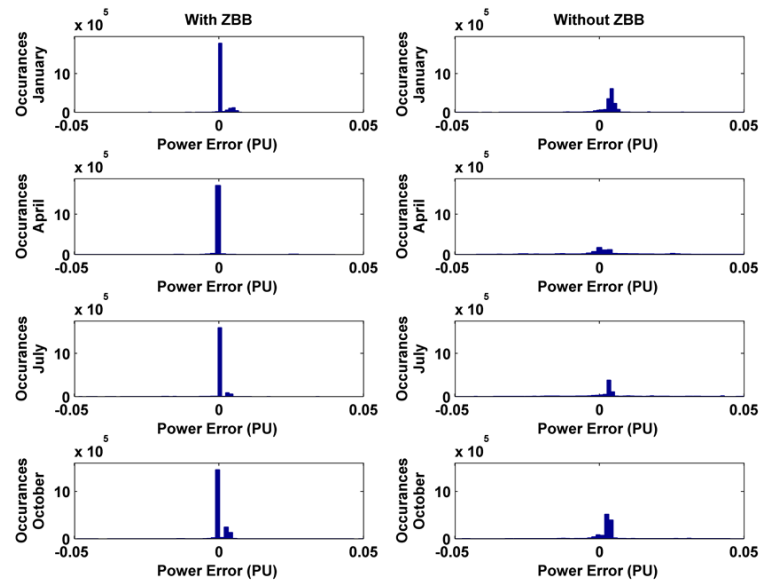 With ZBB
Without ZBB
x 10 5
Occurances
January
10
0
-0.05 0 0.05
Power Error (PU)
x 10 5
Occurances
January
10
0
-0.05 0 0.05
Power Error (PU)
x 10 5
Occurances
April
10
0
-0.05 0 0.05
Power Error (PU)
x 10 5
Occurances
April
10
0
-0.05 0 0.05
Power Error (PU)
x 10 5
Occurances
July
10
0
-0.05 0 0.05
Power Error (PU)
x 10 5
Occurances
July
10
0
-0.05 0 0.05
Power Error (PU)
x 10 5
Occurances
October
10
0
-0.05 0 0.05
Power Error (PU)
x 10 5
Occurances
October
10
0
-0.05 0 0.05
Power Error (PU)